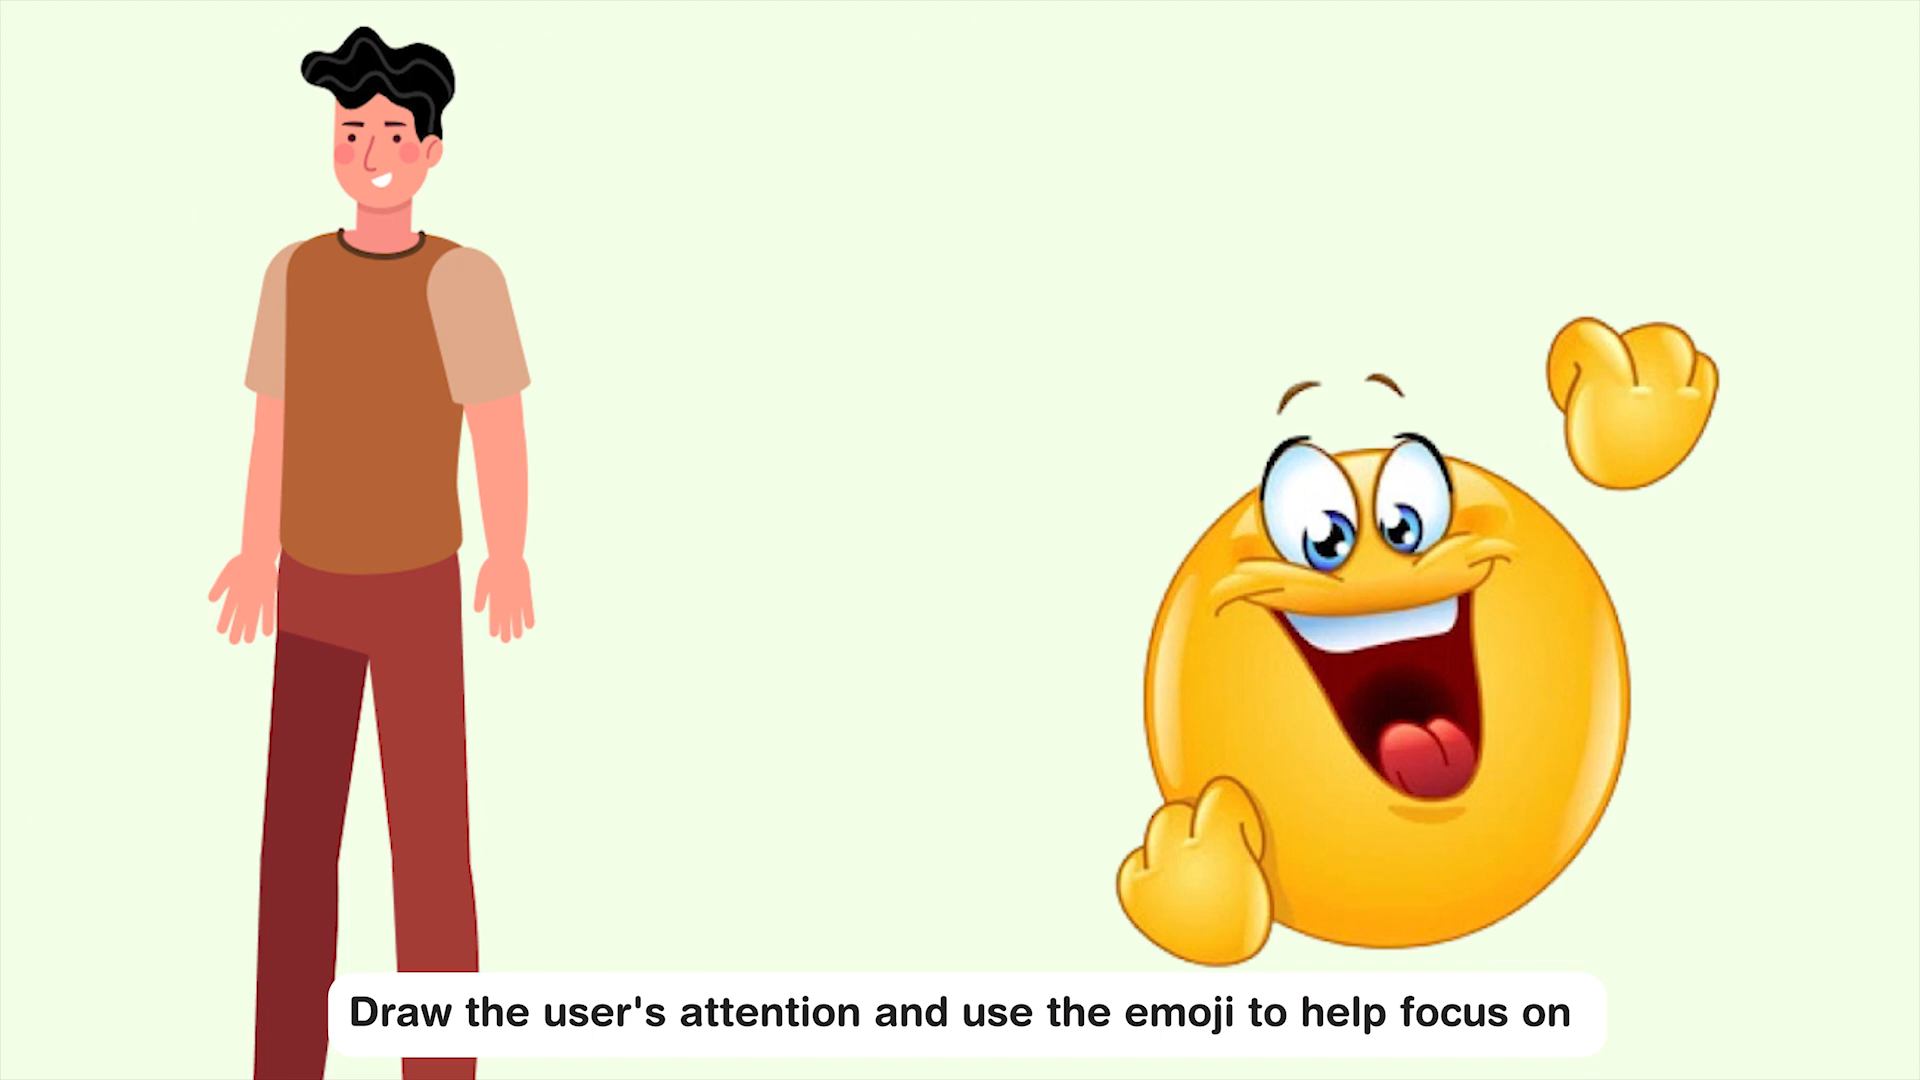 Draw the user's attention and use the emoji to help focus on